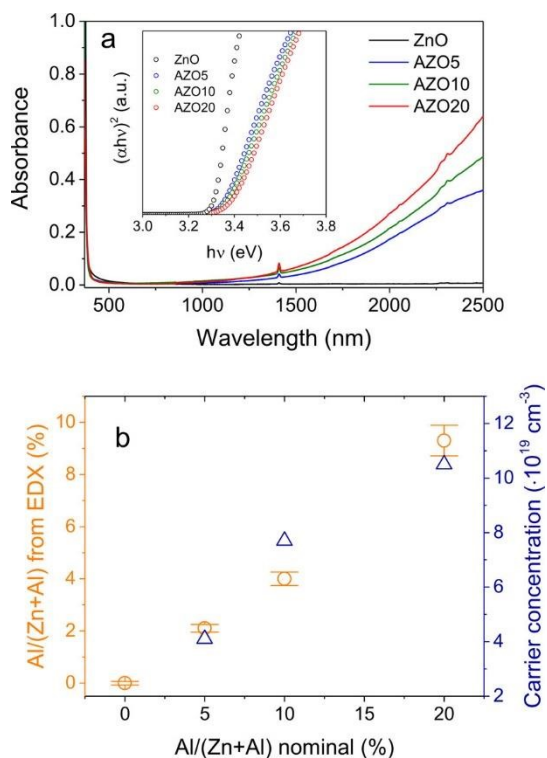 a
ZnO
AZO5
AZO10
AZO20
ZnO
AZO5
AZO10
AZO20
(αhν)² (a.u.)
3.0 3.2 3.4 3.6 3.8
hν (eV)
Absorbance
1.0
0.8
0.6
0.4
0.2
0.0
500 1000 1500 2000 2500
Wavelength (nm)
b
Al/(Zn+Al) from EDX (%)
10
8
6
4
2
0
Carrier concentration (·10¹⁹ cm⁻³)
12
10
8
6
4
2
0 5 10 15 20
Al/(Zn+Al) nominal (%)